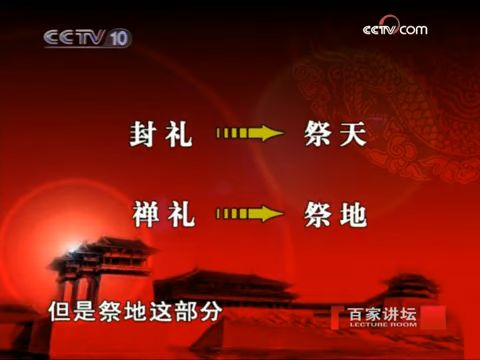 CCTV 10
CCTV.com
封礼 祭天
禅礼 祭地
但是祭地这部分
百家讲坛
LECTURE ROOM